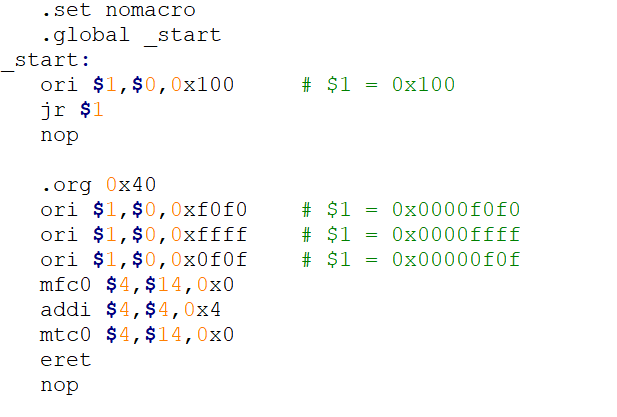 .set nomacro
.global _start
_start:
ori $1,$0,0x100 # $1 = 0x100
jr $1
nop
.org 0x40
ori $1,$0,0xf0f0 # $1 = 0x0000f0f0
ori $1,$0,0xffff # $1 = 0x0000ffff
ori $1,$0,0x0f0f # $1 = 0x00000f0f
mfc0 $4,$14,0x0
addi $4,$4,0x4
mtc0 $4,$14,0x0
eret
nop